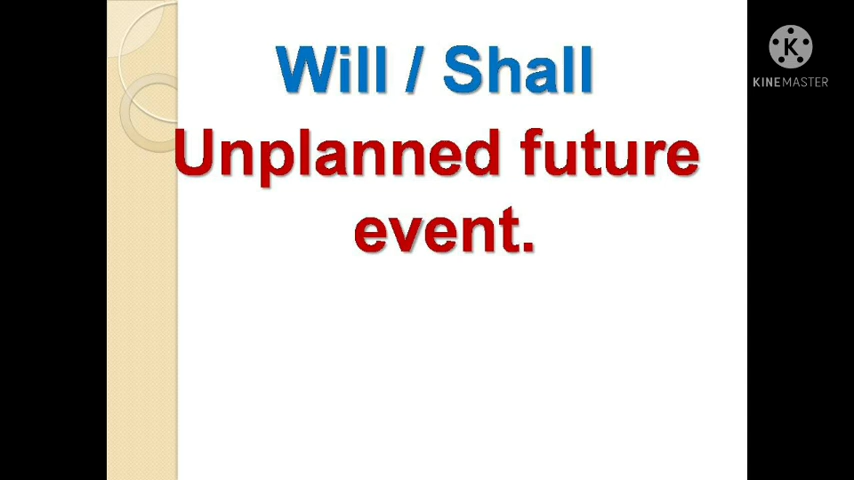 Will / Shall
Unplanned future
event.
K
KINEMASTER